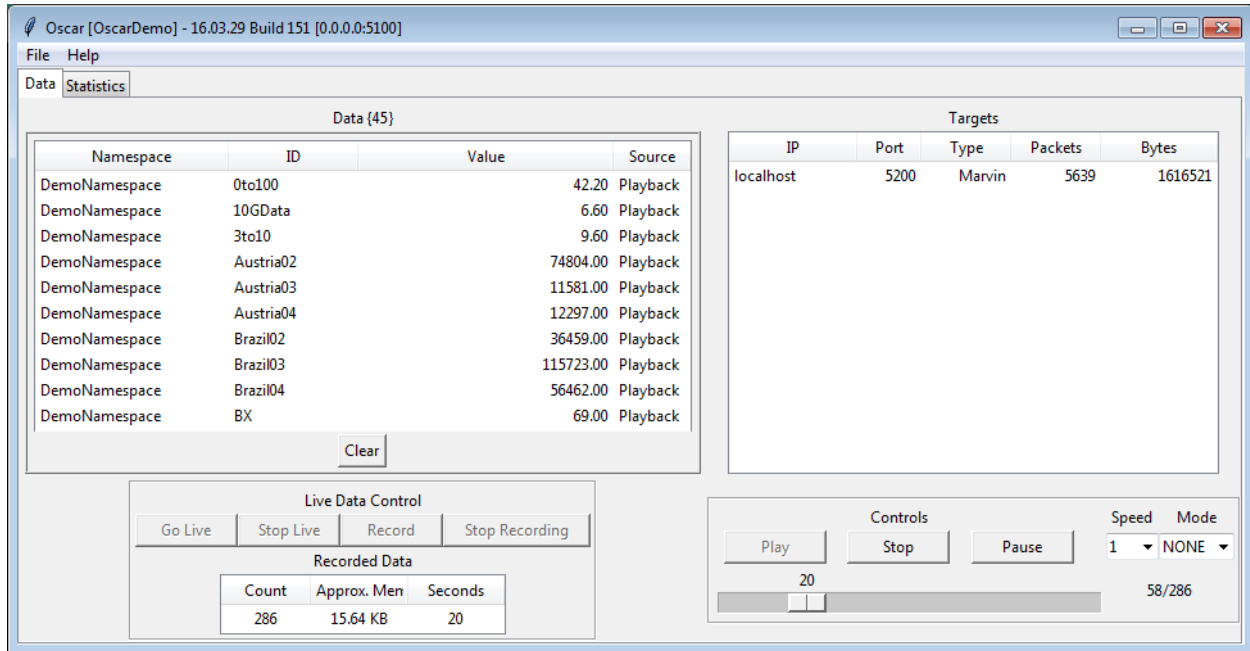 Oscar [OscarDemo] - 16.03.29 Build 151 [0.0.0.0:5100]
File Help
Data Statistics
Data {45}
Namespace ID Value Source
DemoNamespace 0to100 42.20 Playback
DemoNamespace 10GData 6.60 Playback
DemoNamespace 3to10 9.60 Playback
DemoNamespace Austria02 74804.00 Playback
DemoNamespace Austria03 11581.00 Playback
DemoNamespace Austria04 12297.00 Playback
DemoNamespace Brazil02 36459.00 Playback
DemoNamespace Brazil03 115723.00 Playback
DemoNamespace Brazil04 56462.00 Playback
DemoNamespace BX 69.00 Playback
Clear
Targets
IP Port Type Packets Bytes
localhost 5200 Marvin 5639 1616521
Live Data Control
Go Live Stop Live Record Stop Recording
Recorded Data
Count Approx. Men Seconds
286 15.64 KB 20
Controls Speed Mode
Play Stop Pause 1 NONE
20
58/286